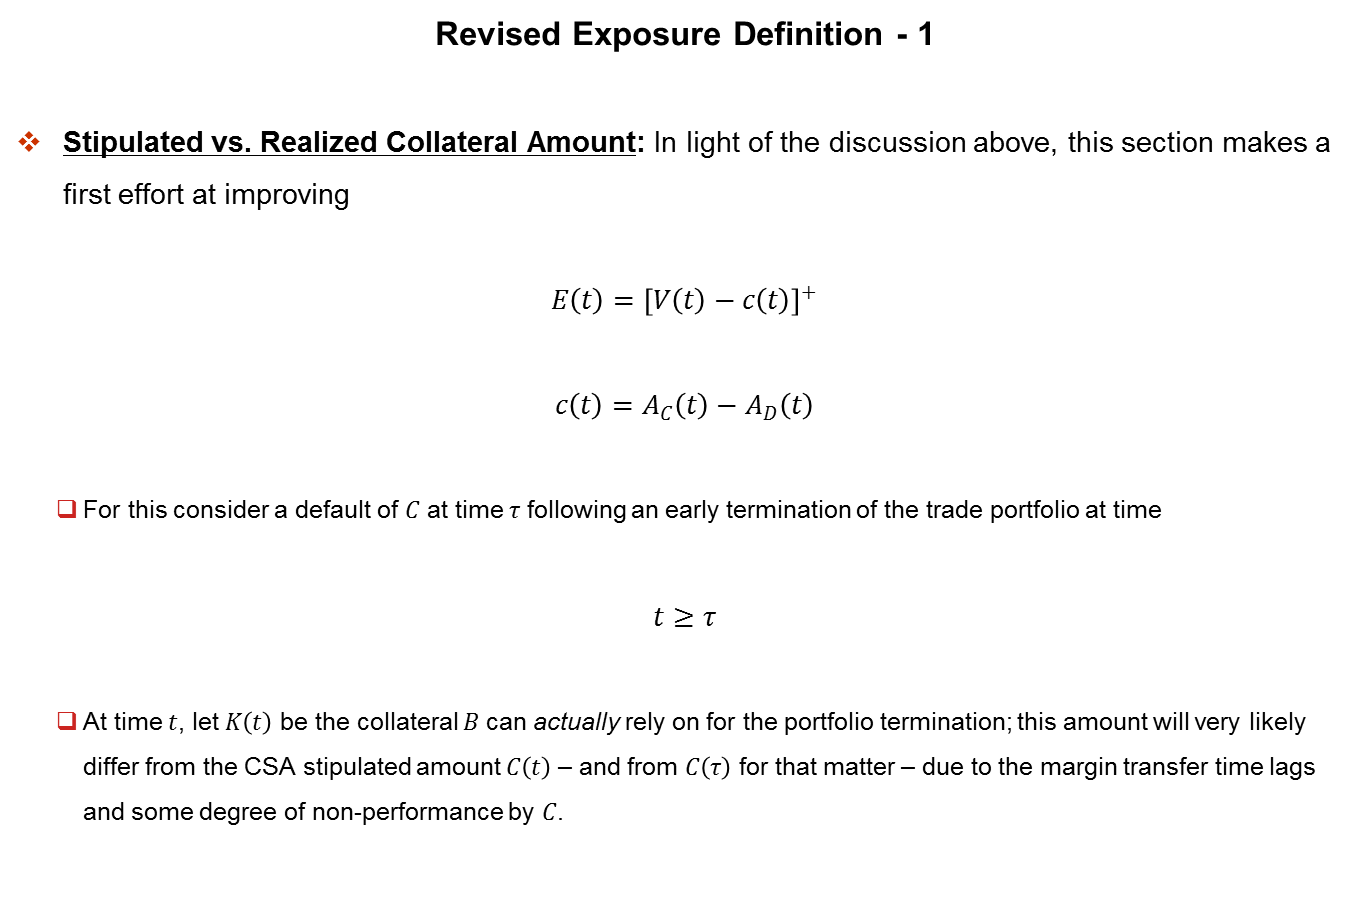 Revised Exposure Definition - 1
❖ Stipulated vs. Realized Collateral Amount: In light of the discussion above, this section makes a
first effort at improving
E(t) = [V(t) − c(t)]⁺
c(t) = A_C(t) − A_D(t)
❑ For this consider a default of C at time τ following an early termination of the trade portfolio at time
t ≥ τ
❑ At time t, let K(t) be the collateral B can actually rely on for the portfolio termination; this amount will very likely
differ from the CSA stipulated amount C(t) – and from C(τ) for that matter – due to the margin transfer time lags
and some degree of non-performance by C.